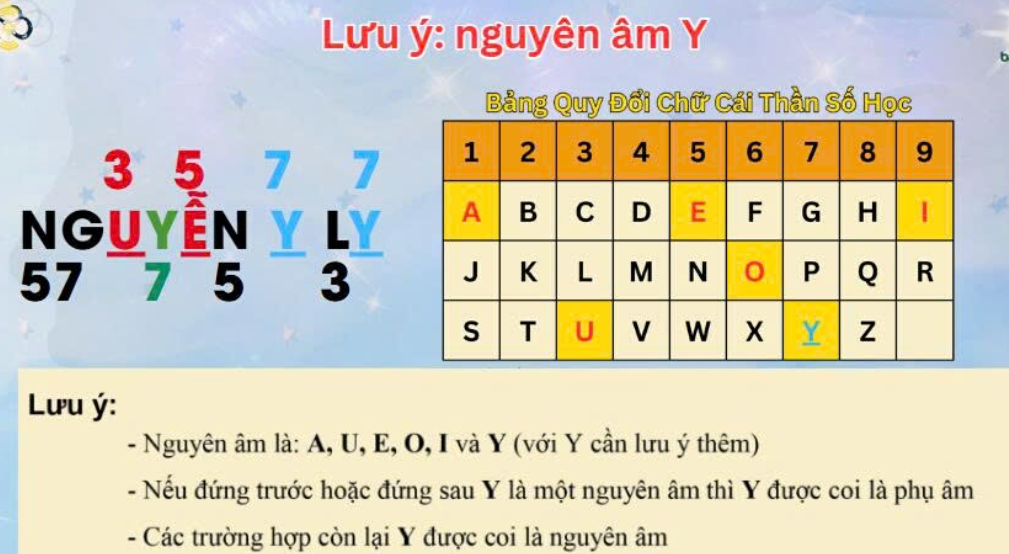 Lưu ý: nguyên âm Y
Bảng Quy Đổi Chữ Cái Thần Số Học
3 5 7 7
NGUYỄN Y LY
57 7 5 3
1 2 3 4 5 6 7 8 9
A B C D E F G H I
J K L M N O P Q R
S T U V W X Y Z
Lưu ý:
- Nguyên âm là: A, U, E, O, I và Y (với Y cần lưu ý thêm)
- Nếu đứng trước hoặc đứng sau Y là một nguyên âm thì Y được coi là phụ âm
- Các trường hợp còn lại Y được coi là nguyên âm